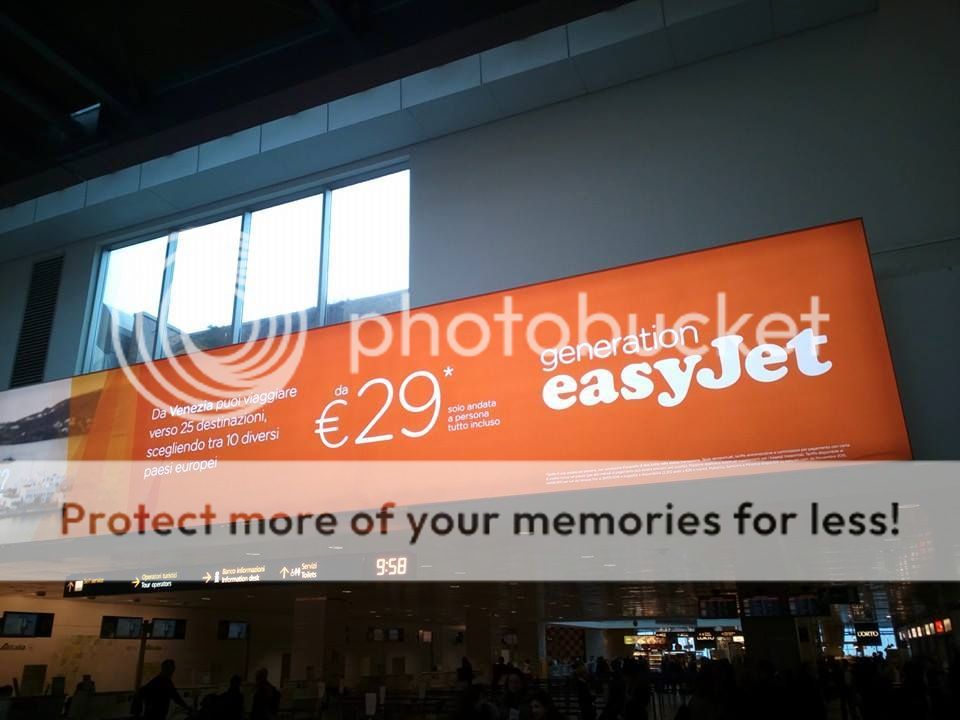 generation
easyJet
Da Venezia puoi viaggiare
verso 25 destinazioni,
scegliendo tra 10 diversi
paesi europei
da
€29*
solo andata
a persona
tutto incluso
photobucket
Protect more of your memories for less!
Operatori turistici
Tour operators
Banco informazioni
Information desk
Servizi
Toilets
9:58